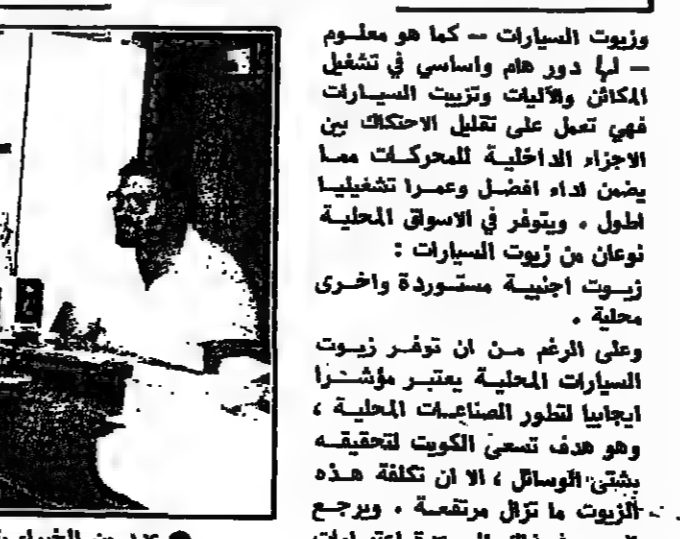 وزيوت السيارات — كما هو معلوم
— لها دور هام واساسي في تشغيل
المكائن والآليات وتزييت السيارات
فهي تعمل على تقليل الاحتكاك بين
الاجزاء الداخلية للمحركات مما
يضمن اداء افضل وعمرا تشغيليا
اطول . ويتوفر في الاسواق المحلية
نوعان من زيوت السيارات :
زيوت اجنبية مستوردة واخرى
محلية .
وعلى الرغم من ان توفر زيوت
السيارات المحلية يعتبر مؤشرا
ايجابيا لتطور الصناعات المحلية ،
وهو هدف تسعى الكويت لتحقيقه
بشتى الوسائل ، الا ان تكلفة هذه
الزيوت ما تزال مرتفعة . ويرجع